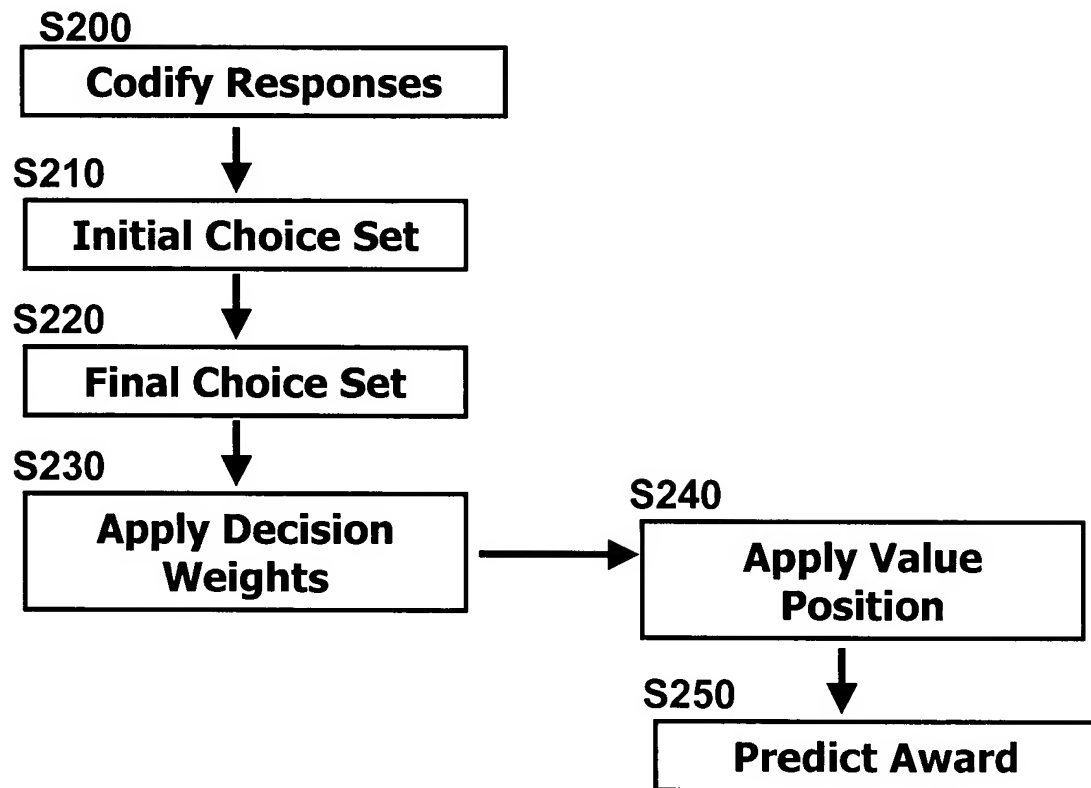 S200
Codify Responses
S210
Initial Choice Set
S220
Final Choice Set
S230
Apply Decision
Weights
S240
Apply Value
Position
S250
Predict Award